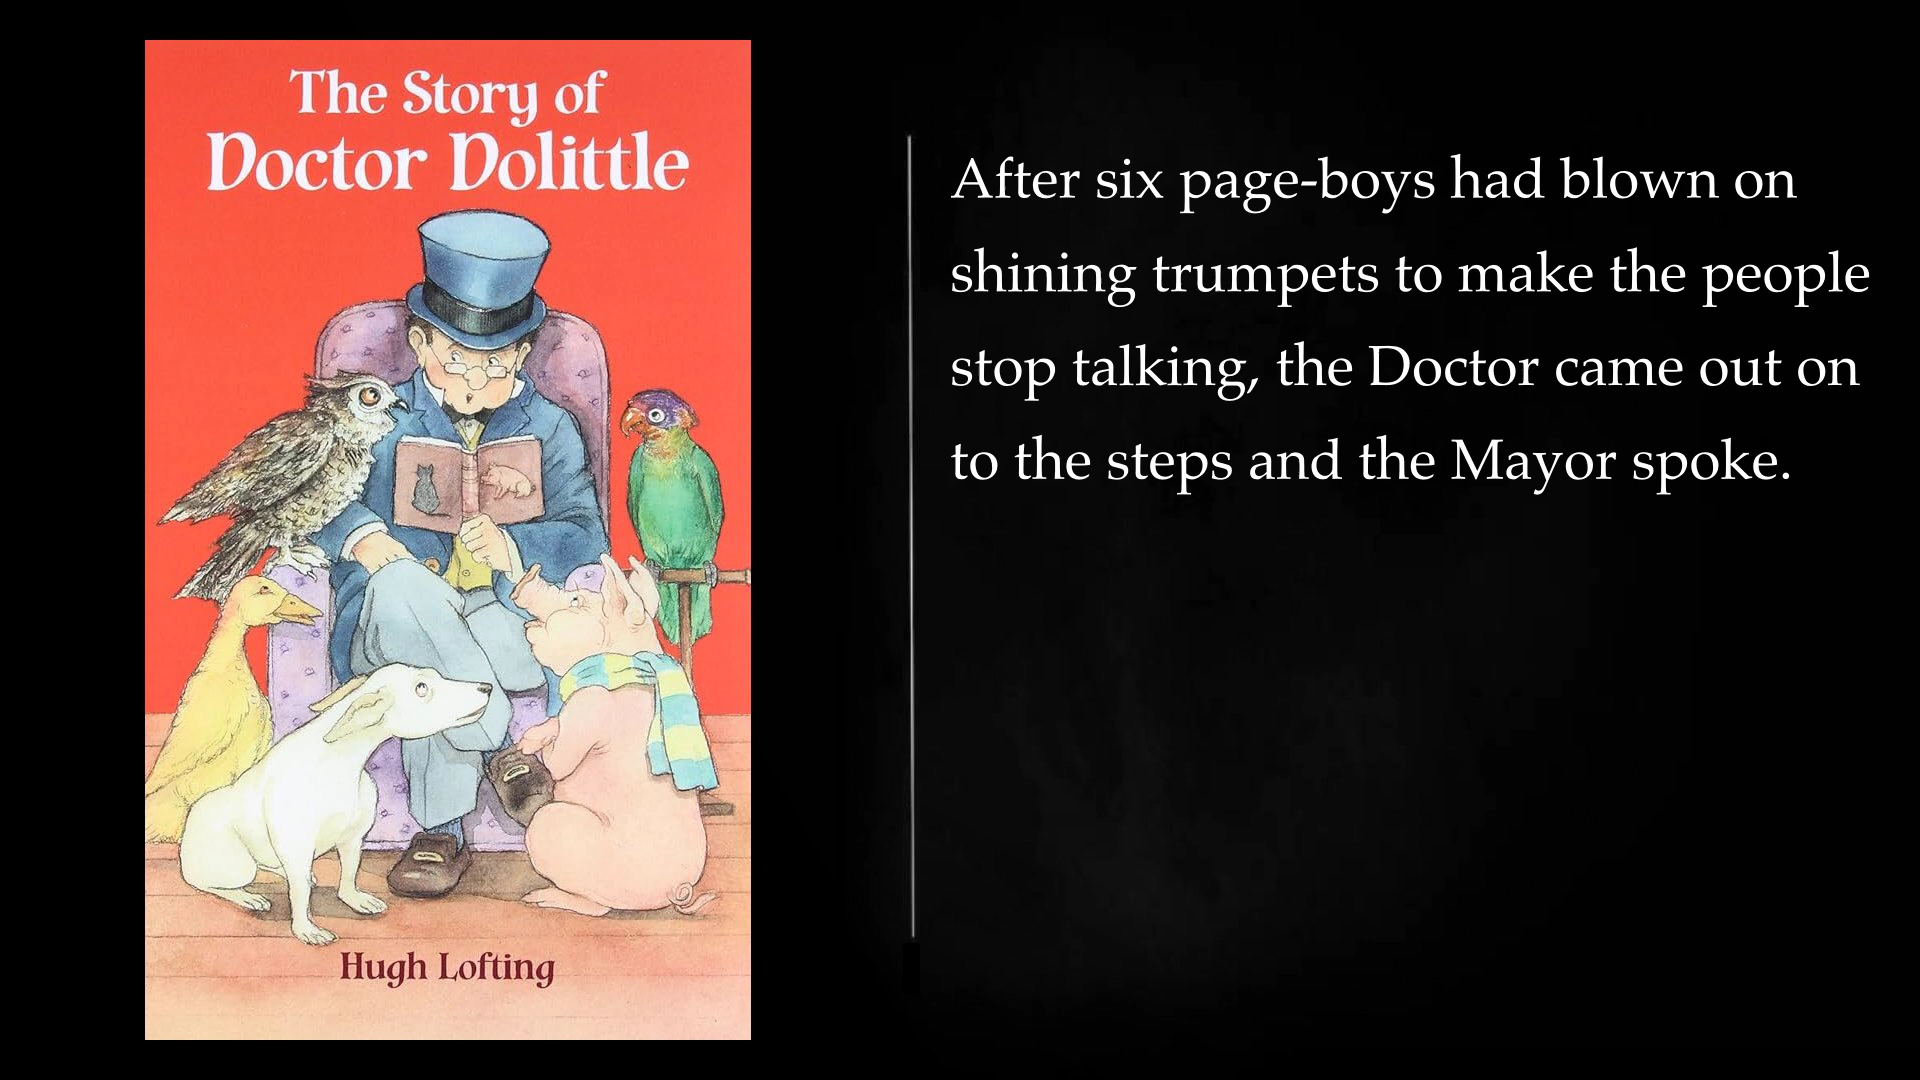 The Story of
Doctor Dolittle
Hugh Lofting
After six page-boys had blown on
shining trumpets to make the people
stop talking, the Doctor came out on
to the steps and the Mayor spoke.